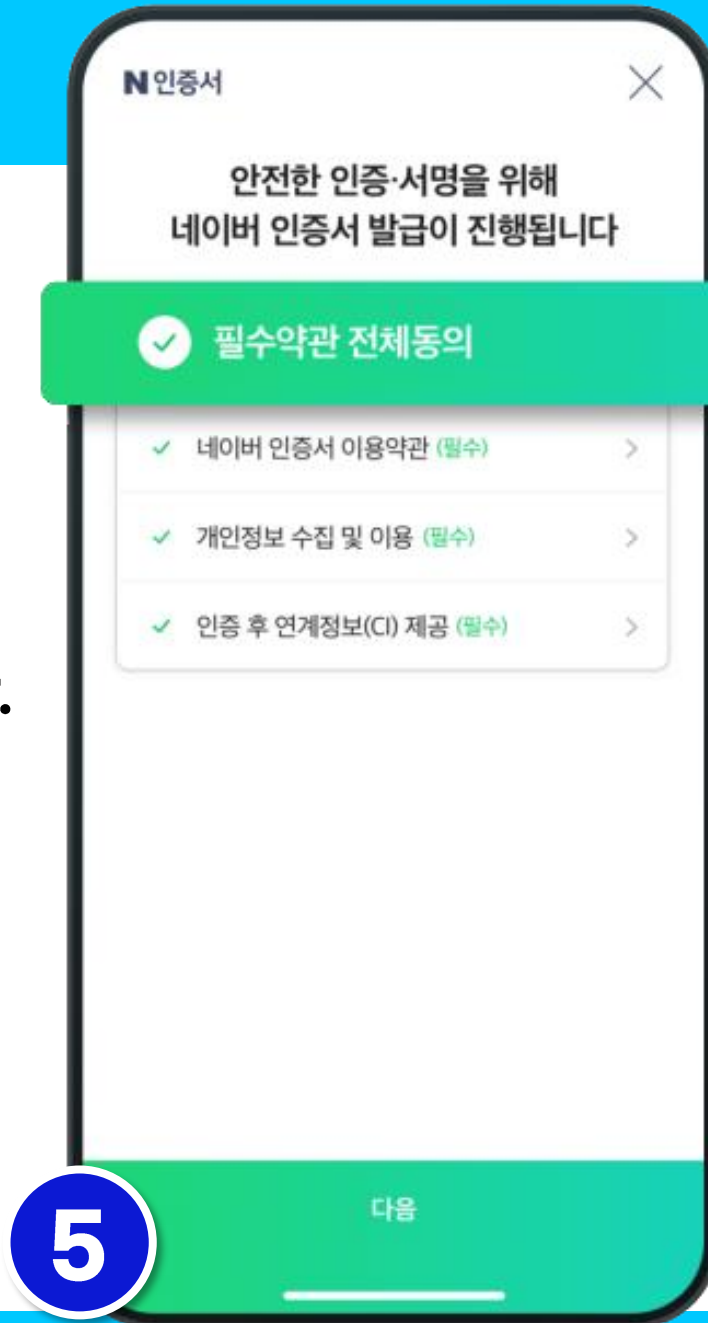 N인증서
안전한 인증·서명을 위해
네이버 인증서 발급이 진행됩니다
필수약관 전체동의
네이버 인증서 이용약관 (필수)
개인정보 수집 및 이용 (필수)
인증 후 연계정보(CI) 제공 (필수)
다음
5